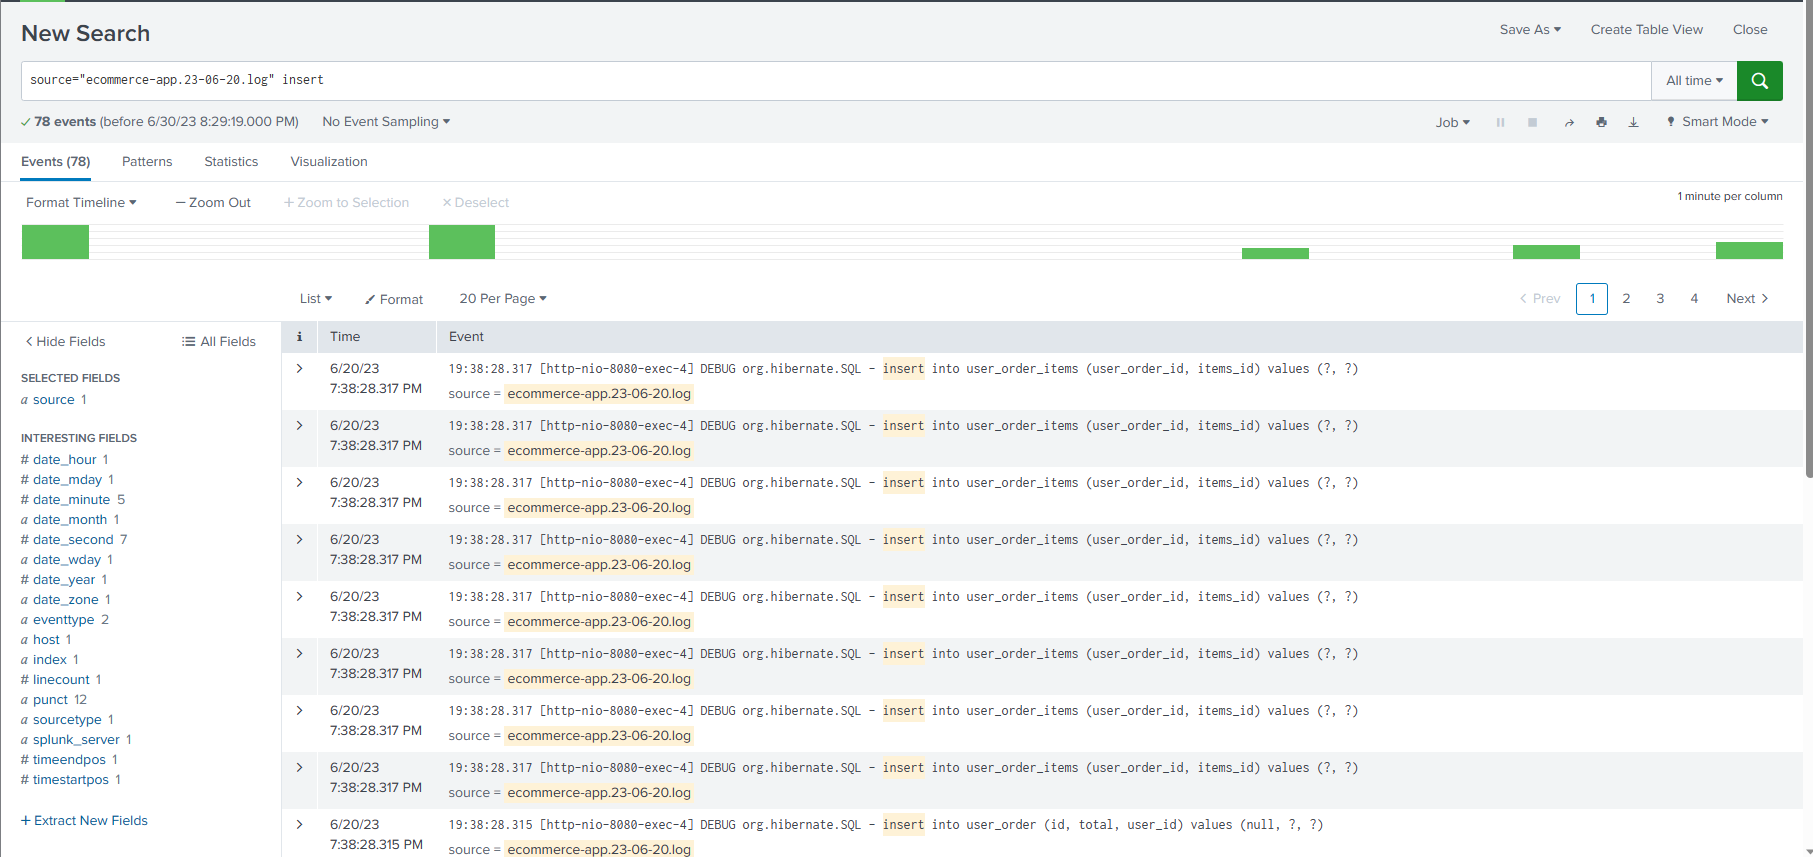 New Search
Save As
Create Table View
Close
source="ecommerce-app.23-06-20.log" insert
All time
78 events (before 6/30/23 8:29:19.000 PM)
No Event Sampling
Job
Smart Mode
Events (78)
Patterns
Statistics
Visualization
Format Timeline
— Zoom Out
+ Zoom to Selection
× Deselect
1 minute per column
List
Format
20 Per Page
< Prev
1
2
3
4
Next >
< Hide Fields
All Fields
SELECTED FIELDS
a source 1
INTERESTING FIELDS
# date_hour 1
# date_mday 1
# date_minute 5
a date_month 1
# date_second 7
a date_wday 1
# date_year 1
a date_zone 1
a eventtype 2
a host 1
a index 1
# linecount 1
a punct 12
a sourcetype 1
a splunk_server 1
# timeendpos 1
# timestartpos 1
+ Extract New Fields
i Time Event
> 6/20/23 19:38:28.317 [http-nio-8080-exec-4] DEBUG org.hibernate.SQL - insert into user_order_items (user_order_id, items_id) values (?, ?)
7:38:28.317 PM source = ecommerce-app.23-06-20.log
> 6/20/23 19:38:28.317 [http-nio-8080-exec-4] DEBUG org.hibernate.SQL - insert into user_order_items (user_order_id, items_id) values (?, ?)
7:38:28.317 PM source = ecommerce-app.23-06-20.log
> 6/20/23 19:38:28.317 [http-nio-8080-exec-4] DEBUG org.hibernate.SQL - insert into user_order_items (user_order_id, items_id) values (?, ?)
7:38:28.317 PM source = ecommerce-app.23-06-20.log
> 6/20/23 19:38:28.317 [http-nio-8080-exec-4] DEBUG org.hibernate.SQL - insert into user_order_items (user_order_id, items_id) values (?, ?)
7:38:28.317 PM source = ecommerce-app.23-06-20.log
> 6/20/23 19:38:28.317 [http-nio-8080-exec-4] DEBUG org.hibernate.SQL - insert into user_order_items (user_order_id, items_id) values (?, ?)
7:38:28.317 PM source = ecommerce-app.23-06-20.log
> 6/20/23 19:38:28.317 [http-nio-8080-exec-4] DEBUG org.hibernate.SQL - insert into user_order_items (user_order_id, items_id) values (?, ?)
7:38:28.317 PM source = ecommerce-app.23-06-20.log
> 6/20/23 19:38:28.317 [http-nio-8080-exec-4] DEBUG org.hibernate.SQL - insert into user_order_items (user_order_id, items_id) values (?, ?)
7:38:28.317 PM source = ecommerce-app.23-06-20.log
> 6/20/23 19:38:28.317 [http-nio-8080-exec-4] DEBUG org.hibernate.SQL - insert into user_order_items (user_order_id, items_id) values (?, ?)
7:38:28.317 PM source = ecommerce-app.23-06-20.log
> 6/20/23 19:38:28.315 [http-nio-8080-exec-4] DEBUG org.hibernate.SQL - insert into user_order (id, total, user_id) values (null, ?, ?)
7:38:28.315 PM source = ecommerce-app.23-06-20.log